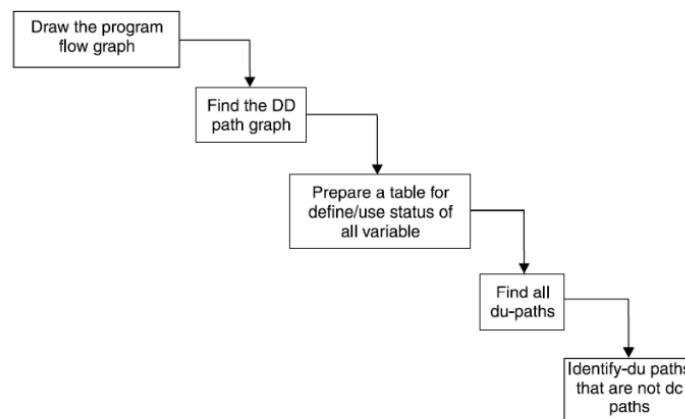 Draw the program
flow graph
Find the DD
path graph
Prepare a table for
define/use status of
all variable
Find all
du-paths
Identify-du paths
that are not dc
paths